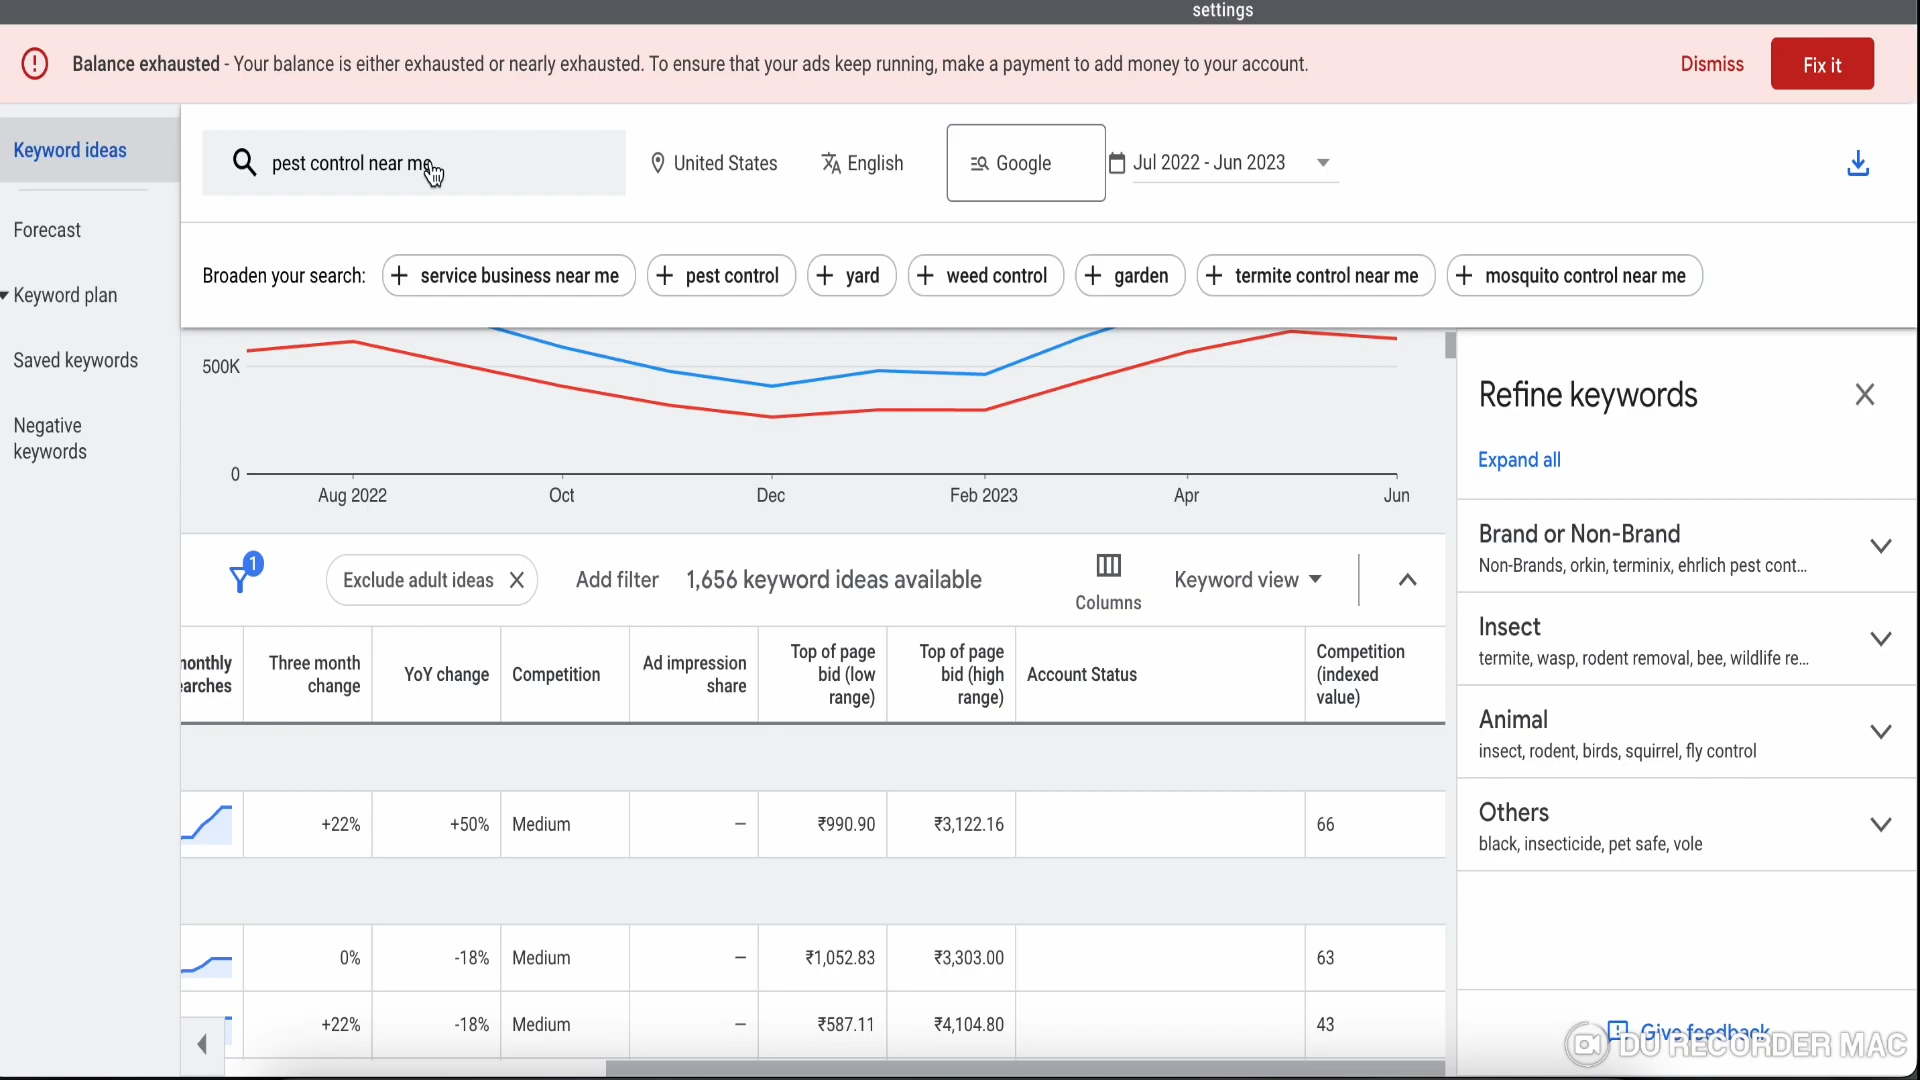 settings
Balance exhausted - Your balance is either exhausted or nearly exhausted. To ensure that your ads keep running, make a payment to add money to your account.
Dismiss
Fix it
Keyword ideas
Forecast
Keyword plan
Saved keywords
Negative
keywords
pest control near me
United States
English
Google
Jul 2022 - Jun 2023
Broaden your search:
service business near me
pest control
yard
weed control
garden
termite control near me
mosquito control near me
500K
0
Aug 2022
Oct
Dec
Feb 2023
Apr
Jun
1
Exclude adult ideas
Add filter
1,656 keyword ideas available
Columns
Keyword view
onthly
arches
Three month
change
YoY change
Competition
Ad impression
share
Top of page
bid (low
range)
Top of page
bid (high
range)
Account Status
Competition
(indexed
value)
+22% +50% Medium – ₹990.90 ₹3,122.16 66
0% -18% Medium – ₹1,052.83 ₹3,303.00 63
+22% -18% Medium – ₹587.11 ₹4,104.80 43
Refine keywords
Expand all
Brand or Non-Brand
Non-Brands, orkin, terminix, ehrlich pest cont...
Insect
termite, wasp, rodent removal, bee, wildlife re...
Animal
insect, rodent, birds, squirrel, fly control
Others
black, insecticide, pet safe, vole
Give feedback
DU RECORDER MAC